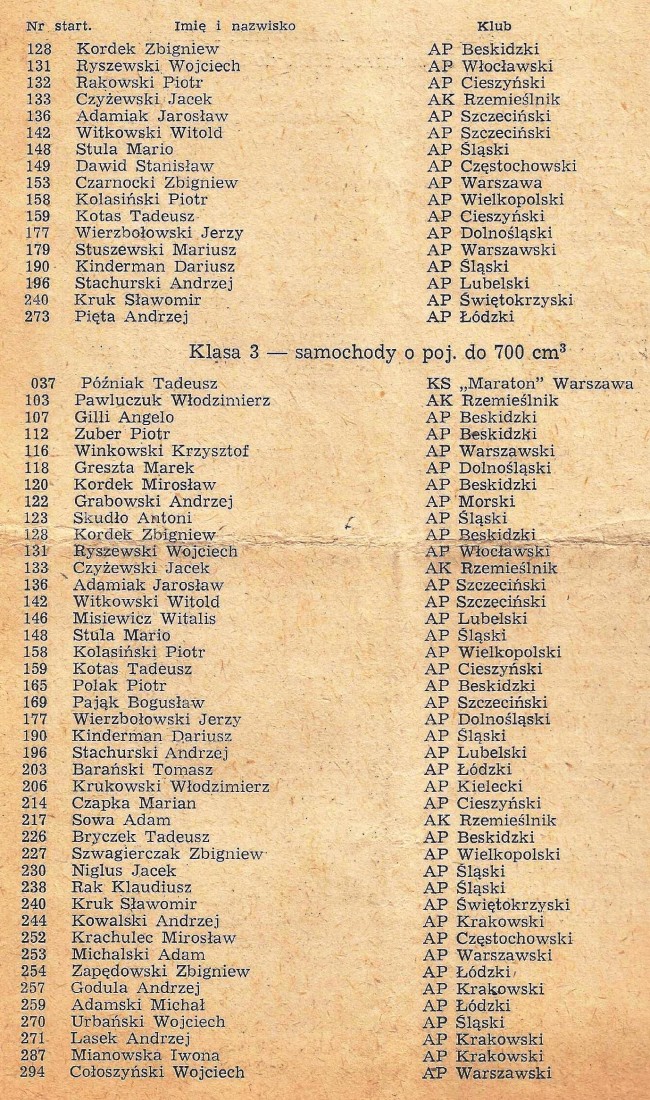 Nr start. Imię i nazwisko Klub
128 Kordek Zbigniew AP Beskidzki
131 Ryszewski Wojciech AP Włocławski
132 Rakowski Piotr AP Cieszyński
133 Czyżewski Jacek AK Rzemieślnik
136 Adamiak Jarosław AP Szczeciński
142 Witkowski Witold AP Szczeciński
148 Stula Mario AP Śląski
149 Dawid Stanisław AP Częstochowski
153 Czarnocki Zbigniew AP Warszawa
158 Kolasiński Piotr AP Wielkopolski
159 Kotas Tadeusz AP Cieszyński
177 Wierzbołowski Jerzy AP Dolnośląski
179 Stuszewski Mariusz AP Warszawski
190 Kinderman Dariusz AP Śląski
196 Stachurski Andrzej AP Lubelski
240 Kruk Sławomir AP Świętokrzyski
273 Pięta Andrzej AP Łódzki
Klasa 3 — samochody o poj. do 700 cm³
037 Późniak Tadeusz KS „Maraton” Warszawa
103 Pawluczuk Włodzimierz AK Rzemieślnik
107 Gilli Angelo AP Beskidzki
112 Zuber Piotr AP Beskidzki
116 Winkowski Krzysztof AP Warszawski
118 Greszta Marek AP Dolnośląski
120 Kordek Mirosław AP Beskidzki
122 Grabowski Andrzej AP Morski
123 Skudło Antoni AP Śląski
128 Kordek Zbigniew AP Beskidzki
131 Ryszewski Wojciech AP Włocławski
133 Czyżewski Jacek AK Rzemieślnik
136 Adamiak Jarosław AP Szczeciński
142 Witkowski Witold AP Szczeciński
146 Misiewicz Witalis AP Lubelski
148 Stula Mario AP Śląski
158 Kolasiński Piotr AP Wielkopolski
159 Kotas Tadeusz AP Cieszyński
165 Polak Piotr AP Beskidzki
169 Pająk Bogusław AP Szczeciński
177 Wierzbołowski Jerzy AP Dolnośląski
190 Kinderman Dariusz AP Śląski
196 Stachurski Andrzej AP Lubelski
203 Barański Tomasz AP Łódzki
206 Krukowski Włodzimierz AP Kielecki
214 Czapka Marian AP Cieszyński
217 Sowa Adam AK Rzemieślnik
226 Bryczek Tadeusz AP Beskidzki
227 Szwagierczak Zbigniew AP Wielkopolski
230 Niglus Jacek AP Śląski
238 Rak Klaudiusz AP Śląski
240 Kruk Sławomir AP Świętokrzyski
244 Kowalski Andrzej AP Krakowski
252 Krachulec Mirosław AP Częstochowski
253 Michalski Adam AP Warszawski
254 Zapędowski Zbigniew AP Łódzki
257 Godula Andrzej AP Krakowski
259 Adamski Michał AP Łódzki
270 Urbański Wojciech AP Śląski
271 Lasek Andrzej AP Krakowski
287 Mianowska Iwona AP Krakowski
294 Cołoszyński Wojciech AP Warszawski